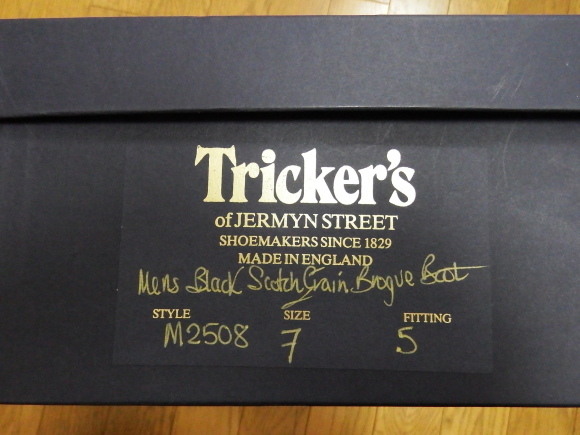 Tricker's
of JERMYN STREET
SHOEMAKERS SINCE 1829
MADE IN ENGLAND
Mens Black Scotch Grain Brogue Boot
STYLE SIZE FITTING
M2508 7 5